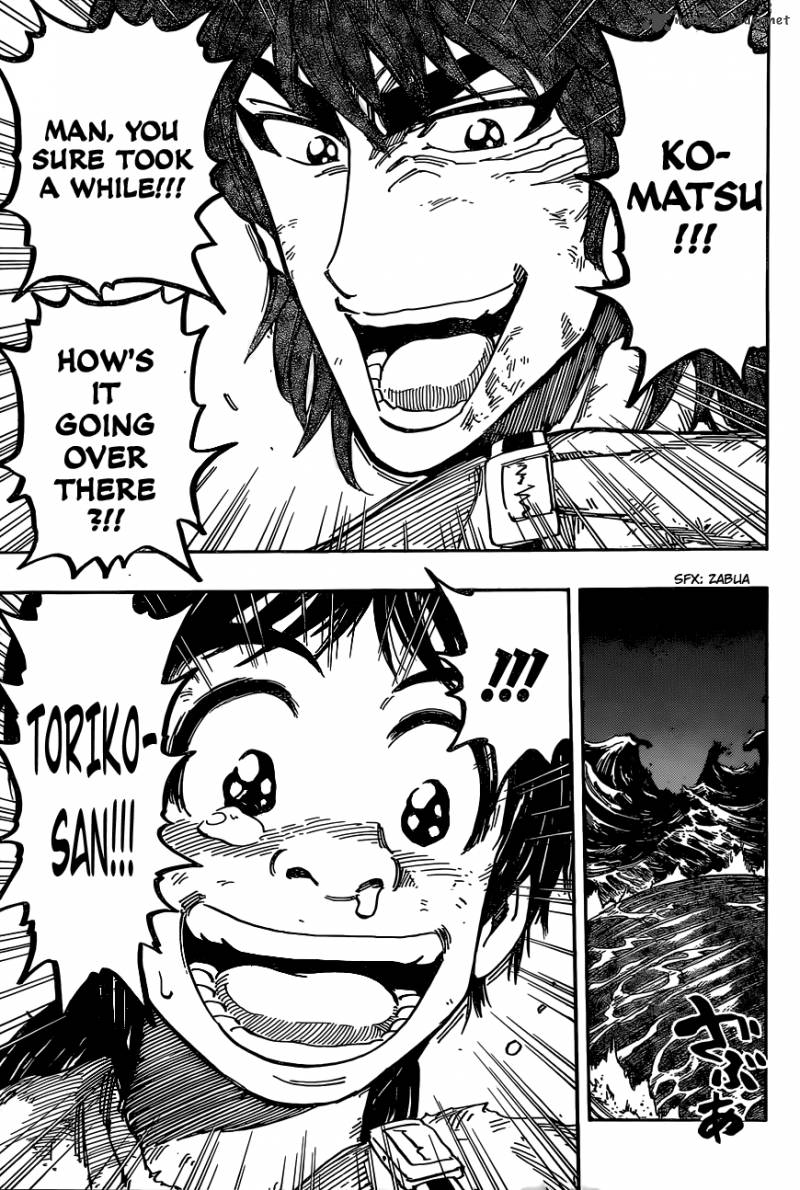 KO-
MATSU
!!!
MAN, YOU
SURE TOOK
A WHILE!!!
HOW'S
IT
GOING
OVER
THERE
?!!
SFX: ZABUA
ざぶあ
!!!
TORIKO-
SAN!!!